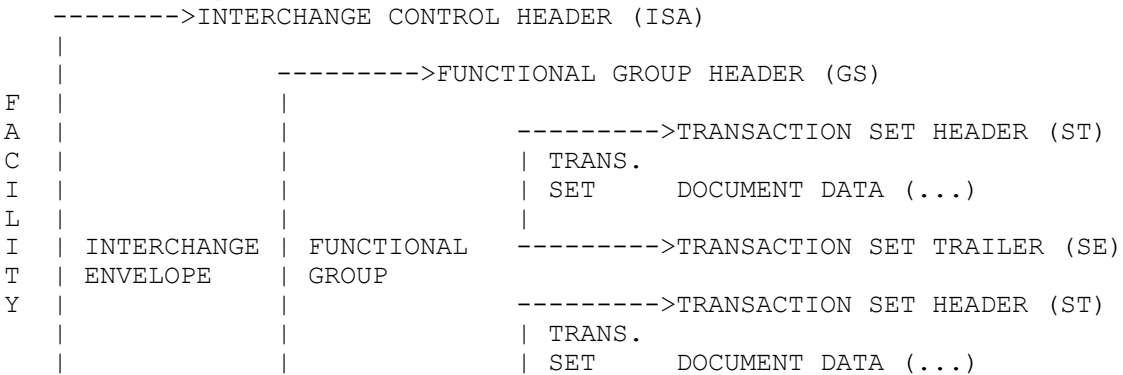 -------->INTERCHANGE CONTROL HEADER (ISA)
|
| --------->FUNCTIONAL GROUP HEADER (GS)
F | |
A | | --------->TRANSACTION SET HEADER (ST)
C | | | TRANS.
I | | | SET DOCUMENT DATA (...)
L | | |
I | INTERCHANGE | FUNCTIONAL --------->TRANSACTION SET TRAILER (SE)
T | ENVELOPE | GROUP
Y | | --------->TRANSACTION SET HEADER (ST)
| | | TRANS.
| | | SET DOCUMENT DATA (...)